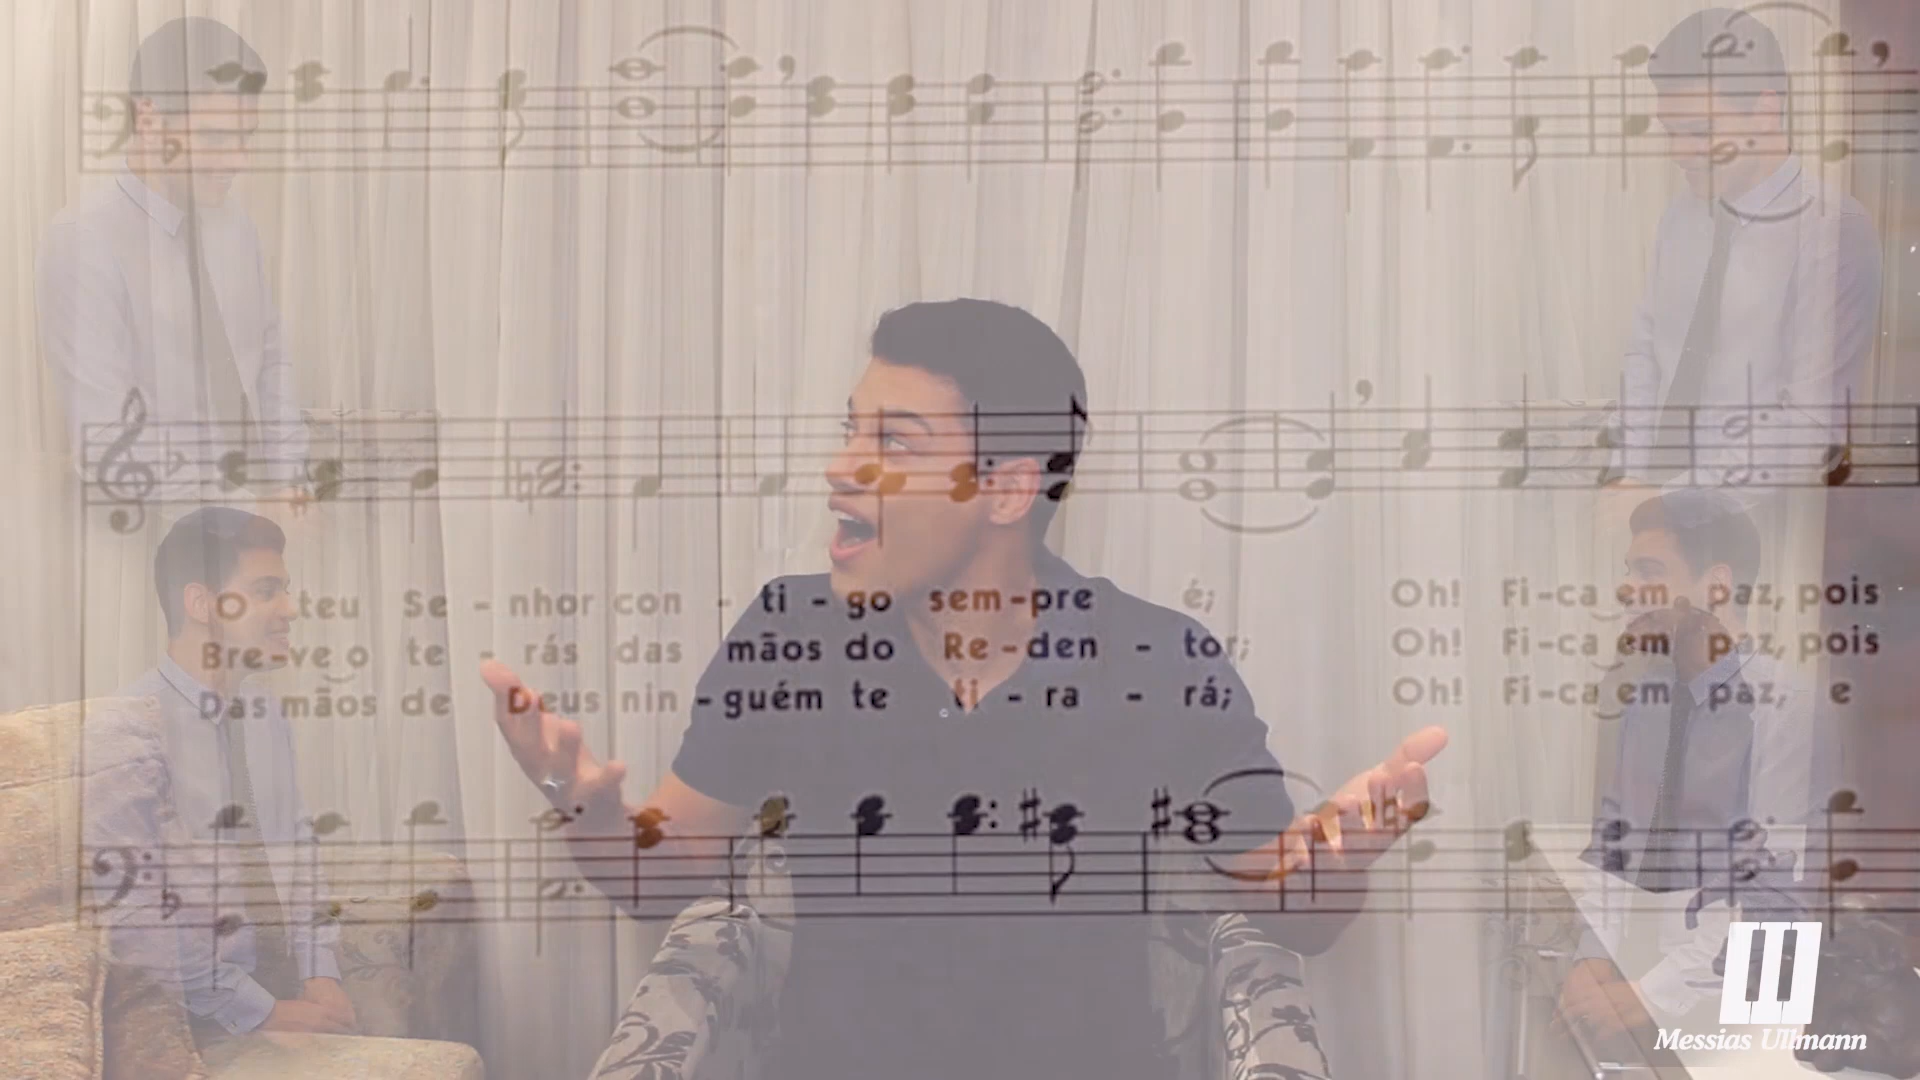 O teu Se - nhor con - ti - go sem-pre é; Oh! Fi-ca em paz, pois
Bre-ve o te - rás das mãos do Re-den - tor; Oh! Fi-ca em paz, pois
Das mãos de Deus nin-guém te ti-ra - rá; Oh! Fi-ca em paz, e
Messias Ullmann